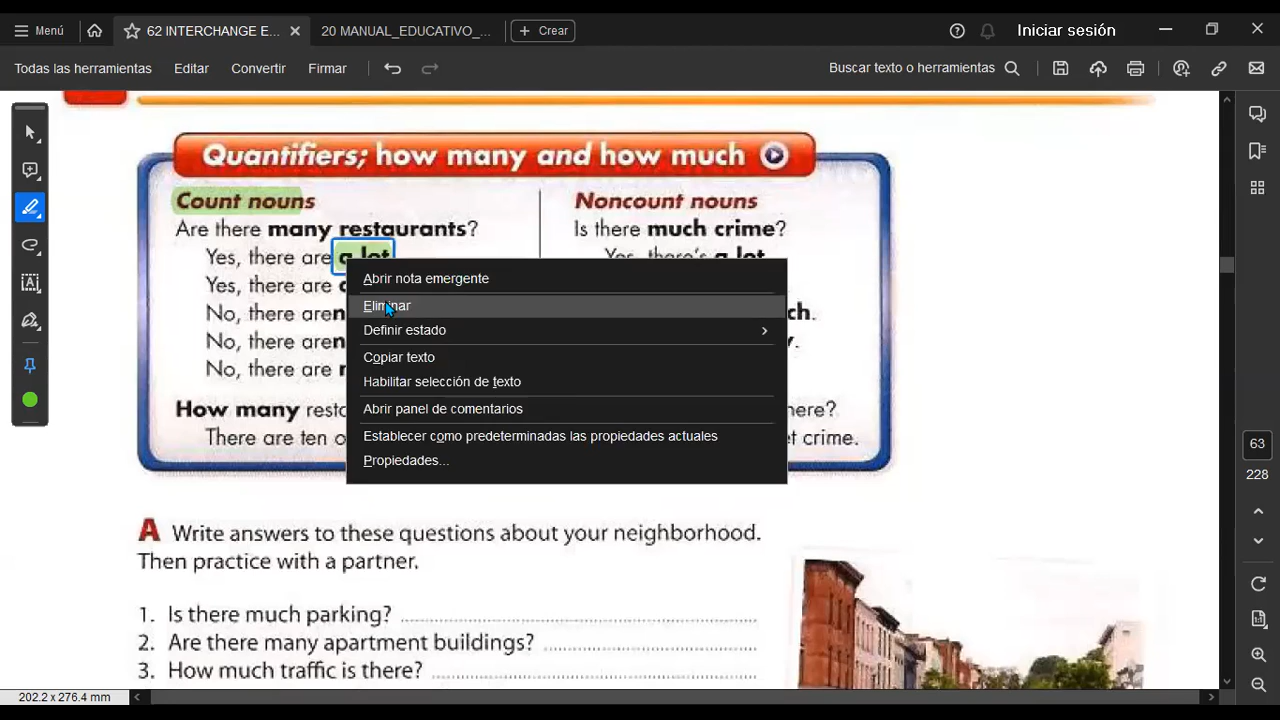 Menú
62 INTERCHANGE E...
20 MANUAL_EDUCATIVO_...
Crear
Iniciar sesión
Todas las herramientas
Editar
Convertir
Firmar
Buscar texto o herramientas
Quantifiers; how many and how much
Count nouns
Are there many restaurants?
Yes, there are a lot.
Yes, there are
No, there are
No, there are
No, there are
How many
There are ten
Noncount nouns
Is there much crime?
Yes, there's a lot.
crime.
Abrir nota emergente
Eliminar
Definir estado
Copiar texto
Habilitar selección de texto
Abrir panel de comentarios
Establecer como predeterminadas las propiedades actuales
Propiedades...
A Write answers to these questions about your neighborhood.
Then practice with a partner.
1. Is there much parking?
2. Are there many apartment buildings?
3. How much traffic is there?
63
228
202.2 x 276.4 mm